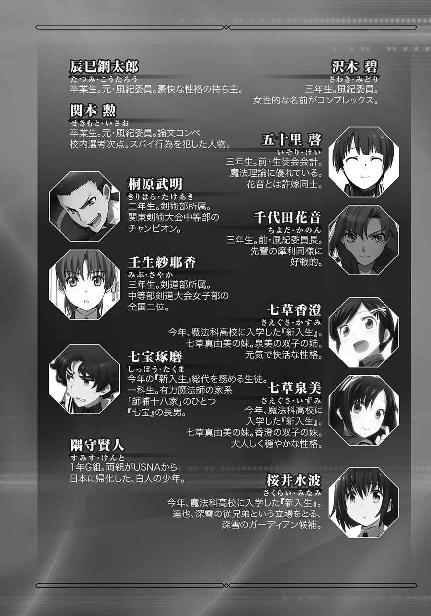 辰巳鋼太郎
たつみ・こうたろう
卒業生。元・風紀委員。豪快な性格の持ち主。
関本 勲
せきもと・いさお
卒業生。元・風紀委員。論文コンペ
校内選考次点。スパイ行為を犯した人物。
沢木 碧
さわき・みどり
三年生。風紀委員。
女性的な名前がコンプレックス。
五十里 啓
いそり・けい
三年生。前・生徒会会計。
魔法理論に優れている。
花音とは許嫁同士。
桐原武明
きりはら・たけあき
三年生。剣術部所属。
関東剣術大会中等部の
チャンピオン。
千代田花音
ちよだ・かのん
三年生。前・風紀委員長。
先輩の摩利同様に
好戦的。
壬生紗耶香
みぶ・さやか
三年生。剣道部所属。
中等部剣道大会女子部の
全国二位。
七草香澄
さえぐさ・かすみ
今年、魔法科高校に入学した『新入生』。
七草真由美の妹。泉美の双子の姉。
元気で快活な性格。
七宝琢磨
しっぽう・たくま
今年の『新入生』総代を務める生徒。
一科生。有力魔法師の家系
『師補十八家』のひとつ
『七宝』の長男。
七草泉美
さえぐさ・いずみ
今年、魔法科高校に
入学した『新入生』。
七草真由美の妹。香澄の双子の妹。
大人しく穏やかな性格。
隅守賢人
すみす・けんと
1年G組。両親がUSNAから
日本に帰化した、白人の少年。
桜井水波
さくらい・みなみ
今年、魔法科高校に入学した『新入生』。
達也、深雪の従兄弟という立場をとる、
深雪のガーディアン候補。